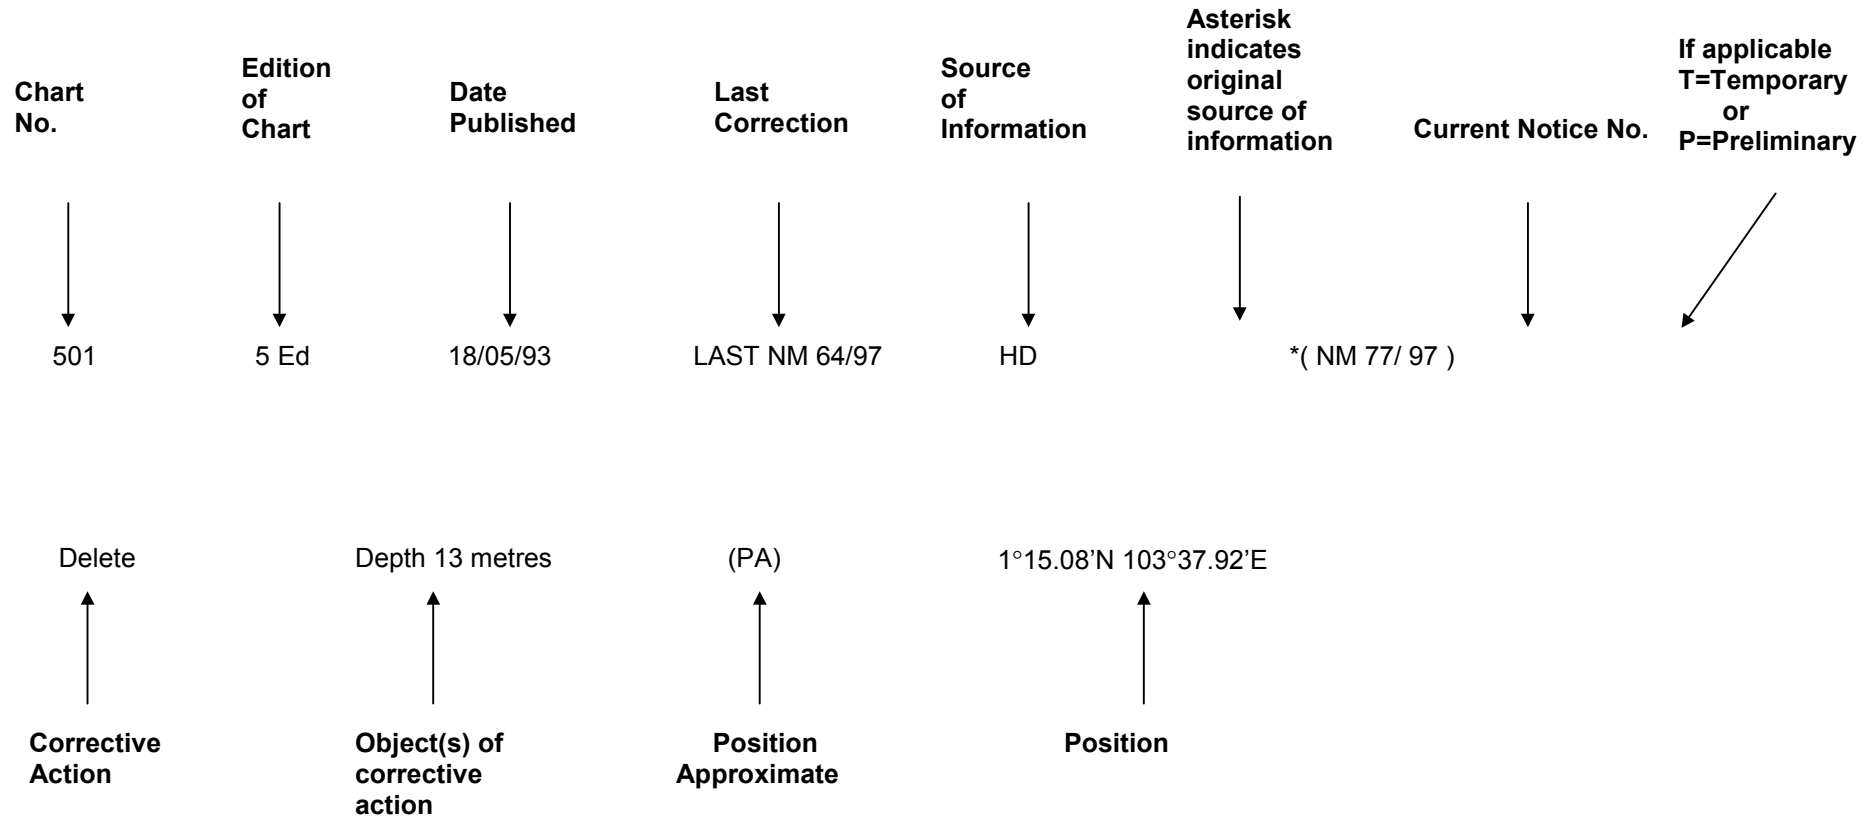 Chart
No.
Edition
of
Chart
Date
Published
Last
Correction
Source
of
Information
Asterisk
indicates
original
source of
information
Current Notice No.
If applicable
T=Temporary
or
P=Preliminary
501
5 Ed
18/05/93
LAST NM 64/97
HD
*( NM 77/ 97 )
Delete
Depth 13 metres
(PA)
1°15.08’N 103°37.92’E
Corrective
Action
Object(s) of
corrective
action
Position
Approximate
Position